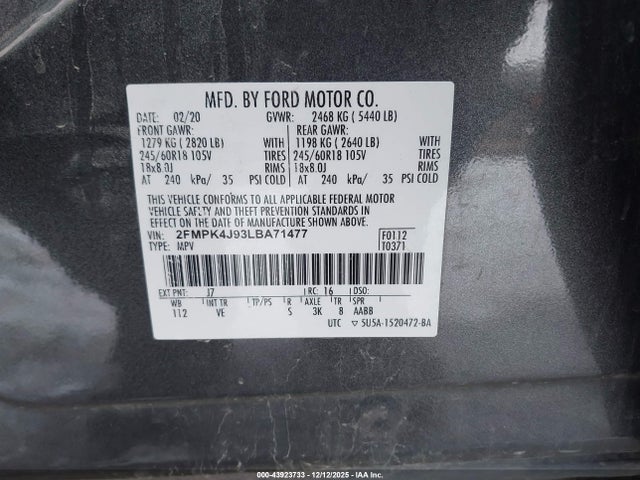 MFD. BY FORD MOTOR CO.
DATE: 02/20 GVWR: 2468 KG ( 5440 LB)
FRONT GAWR: REAR GAWR:
1279 KG ( 2820 LB) WITH 1198 KG ( 2640 LB) WITH
245/60R18 105V TIRES 245/60R18 105V TIRES
18x8.0J RIMS 18x8.0J RIMS
AT 240 kPa/ 35 PSI COLD AT 240 kPa/ 35 PSI COLD
THIS VEHICLE CONFORMS TO ALL APPLICABLE FEDERAL MOTOR
VEHICLE SAFETY AND THEFT PREVENTION STANDARDS IN
EFFECT ON THE DATE OF MANUFACTURE SHOWN ABOVE.
VIN: 2FMPK4J93LBA71477 F0112
TYPE: MPV T0371
EXT PNT: J7 RC: 16 DSO:
WB INT TR TP/PS R AXLE TR SPR
112 VE S 3K 8 AABB
UTC ▽ 5U5A-1520472-BA
000-43923733 - 12/12/2025 - IAA Inc.